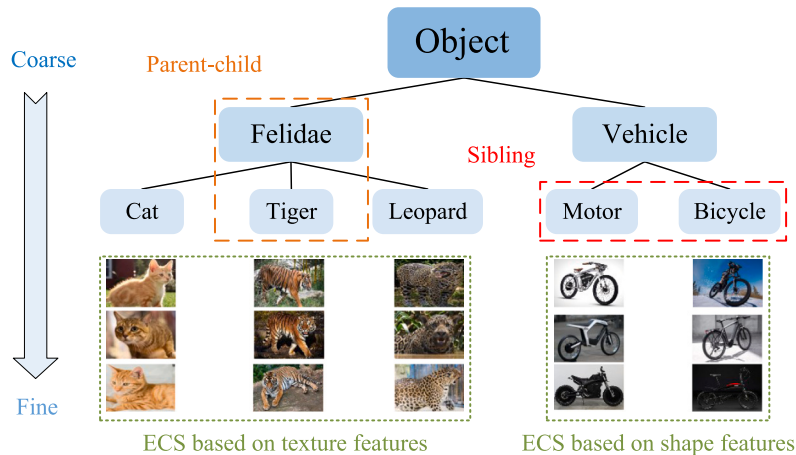 Object
Coarse
Parent-child
Felidae
Vehicle
Sibling
Cat
Tiger
Leopard
Motor
Bicycle
Fine
ECS based on texture features
ECS based on shape features